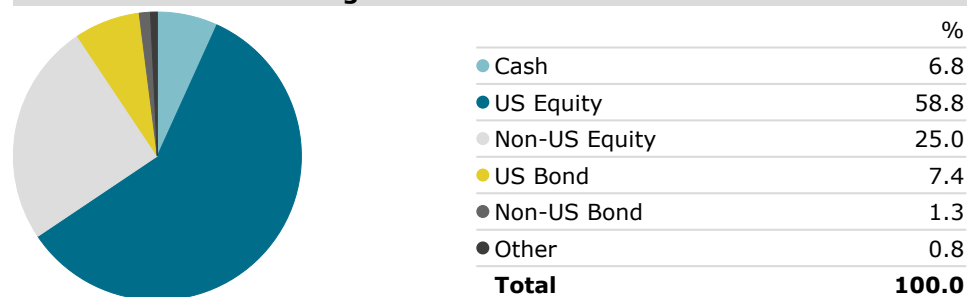 %
Cash 6.8
US Equity 58.8
Non-US Equity 25.0
US Bond 7.4
Non-US Bond 1.3
Other 0.8
Total 100.0